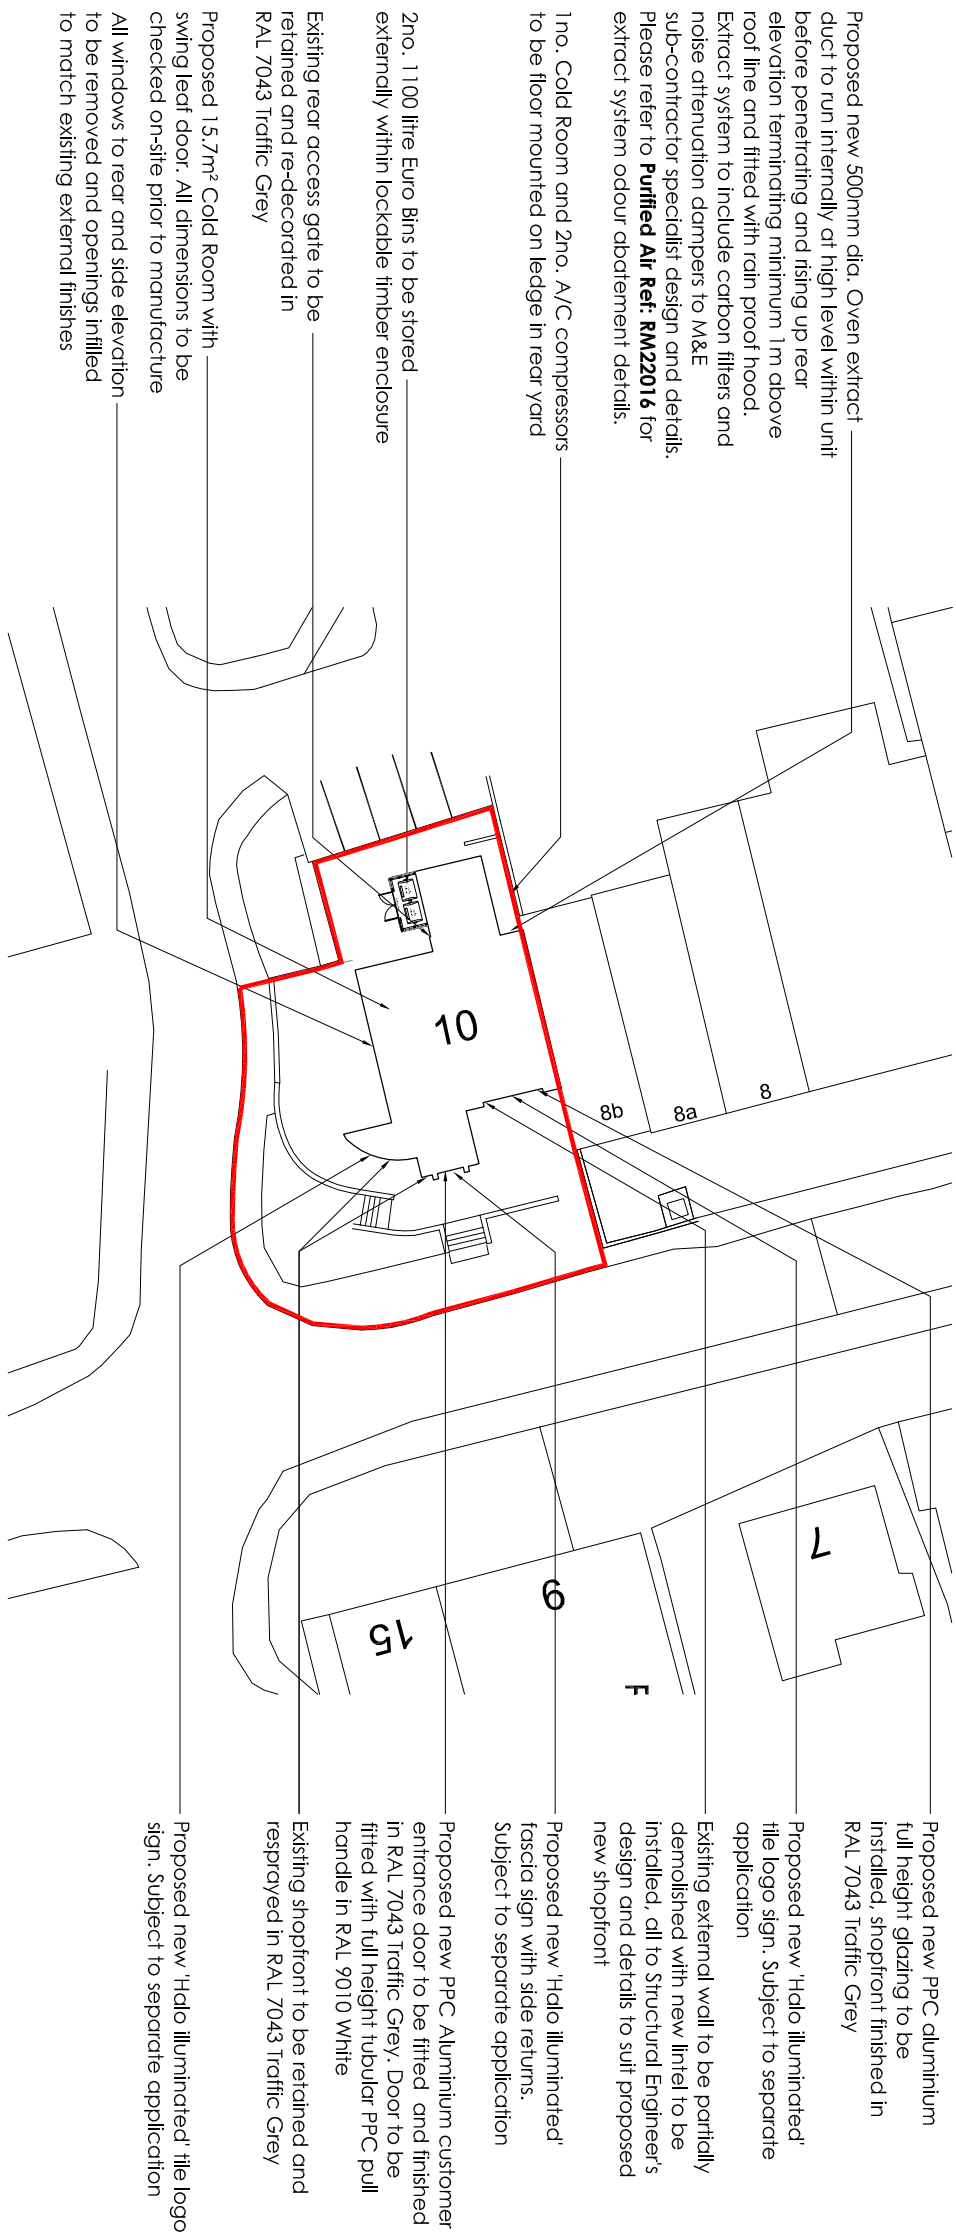 Proposed new 500mm dia. Oven extract
duct to run internally at high level within unit
before penetrating and rising up rear
elevation terminating minimum 1m above
roof line and fitted with rain proof hood.
Extract system to include carbon filters and
noise attenuation dampers to M&E
sub-contractor specialist design and details.
Please refer to Purified Air Ref: RM22016 for
extract system odour abatement details.
1no. Cold Room and 2no. A/C compressors
to be floor mounted on ledge in rear yard
2no. 1100 litre Euro Bins to be stored
externally within lockable timber enclosure
Existing rear access gate to be
retained and re-decorated in
RAL 7043 Traffic Grey
Proposed 15.7m² Cold Room with
swing leaf door. All dimensions to be
checked on-site prior to manufacture
All windows to rear and side elevation
to be removed and openings infilled
to match existing external finishes
10
8b
8a
8
7
9
15
F
Proposed new PPC aluminium
full height glazing to be
installed, shopfront finished in
RAL 7043 Traffic Grey
Proposed new 'Halo illuminated'
tile logo sign. Subject to separate
application
Existing external wall to be partially
demolished with new lintel to be
installed, all to Structural Engineer's
design and details to suit proposed
new shopfront
Proposed new 'Halo illuminated'
fascia sign with side returns.
Subject to separate application
Proposed new PPC Aluminium customer
entrance door to be fitted and finished
in RAL 7043 Traffic Grey. Door to be
fitted with full height tubular PPC pull
handle in RAL 9010 White
Existing shopfront to be retained and
resprayed in RAL 7043 Traffic Grey
Proposed new 'Halo illuminated' tile logo
sign. Subject to separate application